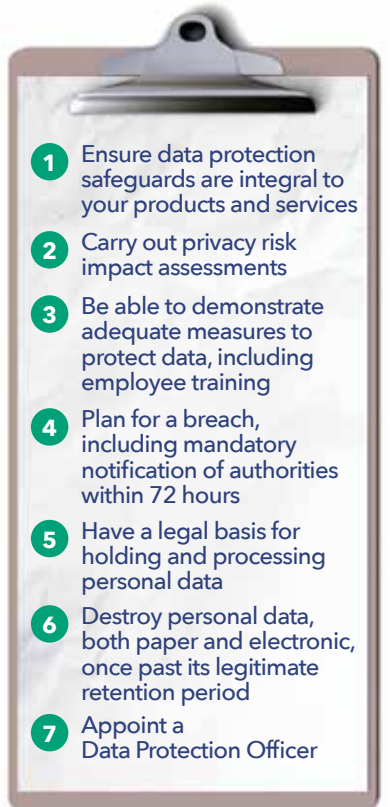 1 Ensure data protection
safeguards are integral to
your products and services
2 Carry out privacy risk
impact assessments
3 Be able to demonstrate
adequate measures to
protect data, including
employee training
4 Plan for a breach,
including mandatory
notification of authorities
within 72 hours
5 Have a legal basis for
holding and processing
personal data
6 Destroy personal data,
both paper and electronic,
once past its legitimate
retention period
7 Appoint a
Data Protection Officer